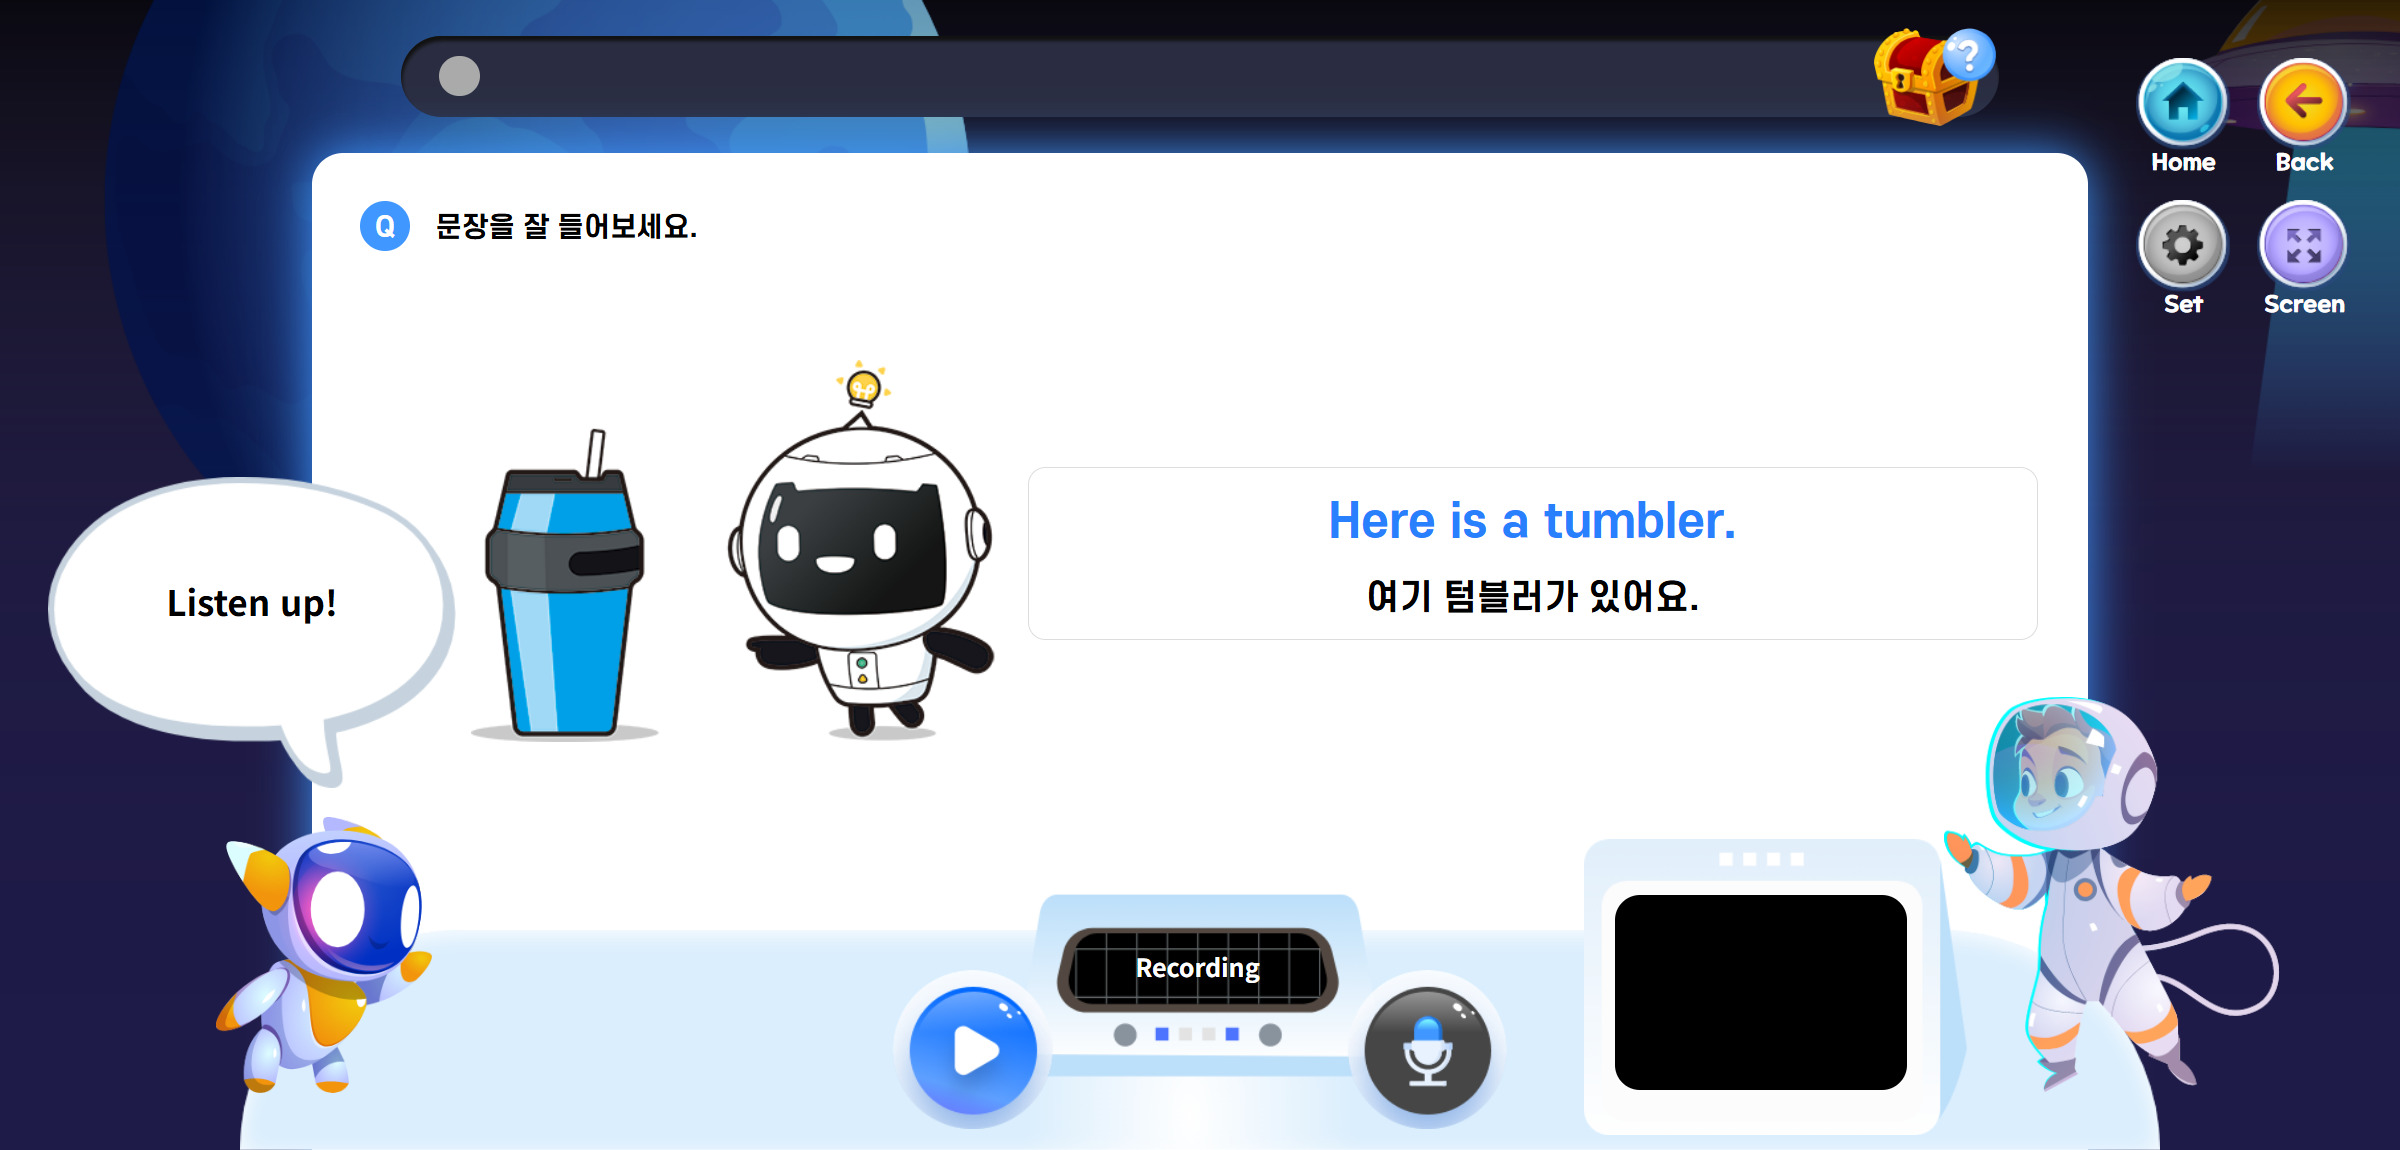 ?
Home
Back
Q 문장을 잘 들어보세요.
Set
Screen
Here is a tumbler.
여기 텀블러가 있어요.
Listen up!
Recording